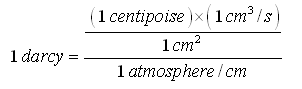 1 darcy = (((1 centipoise)×(1 cm³/s))/(1 cm²))/(1 atmosphere/cm)